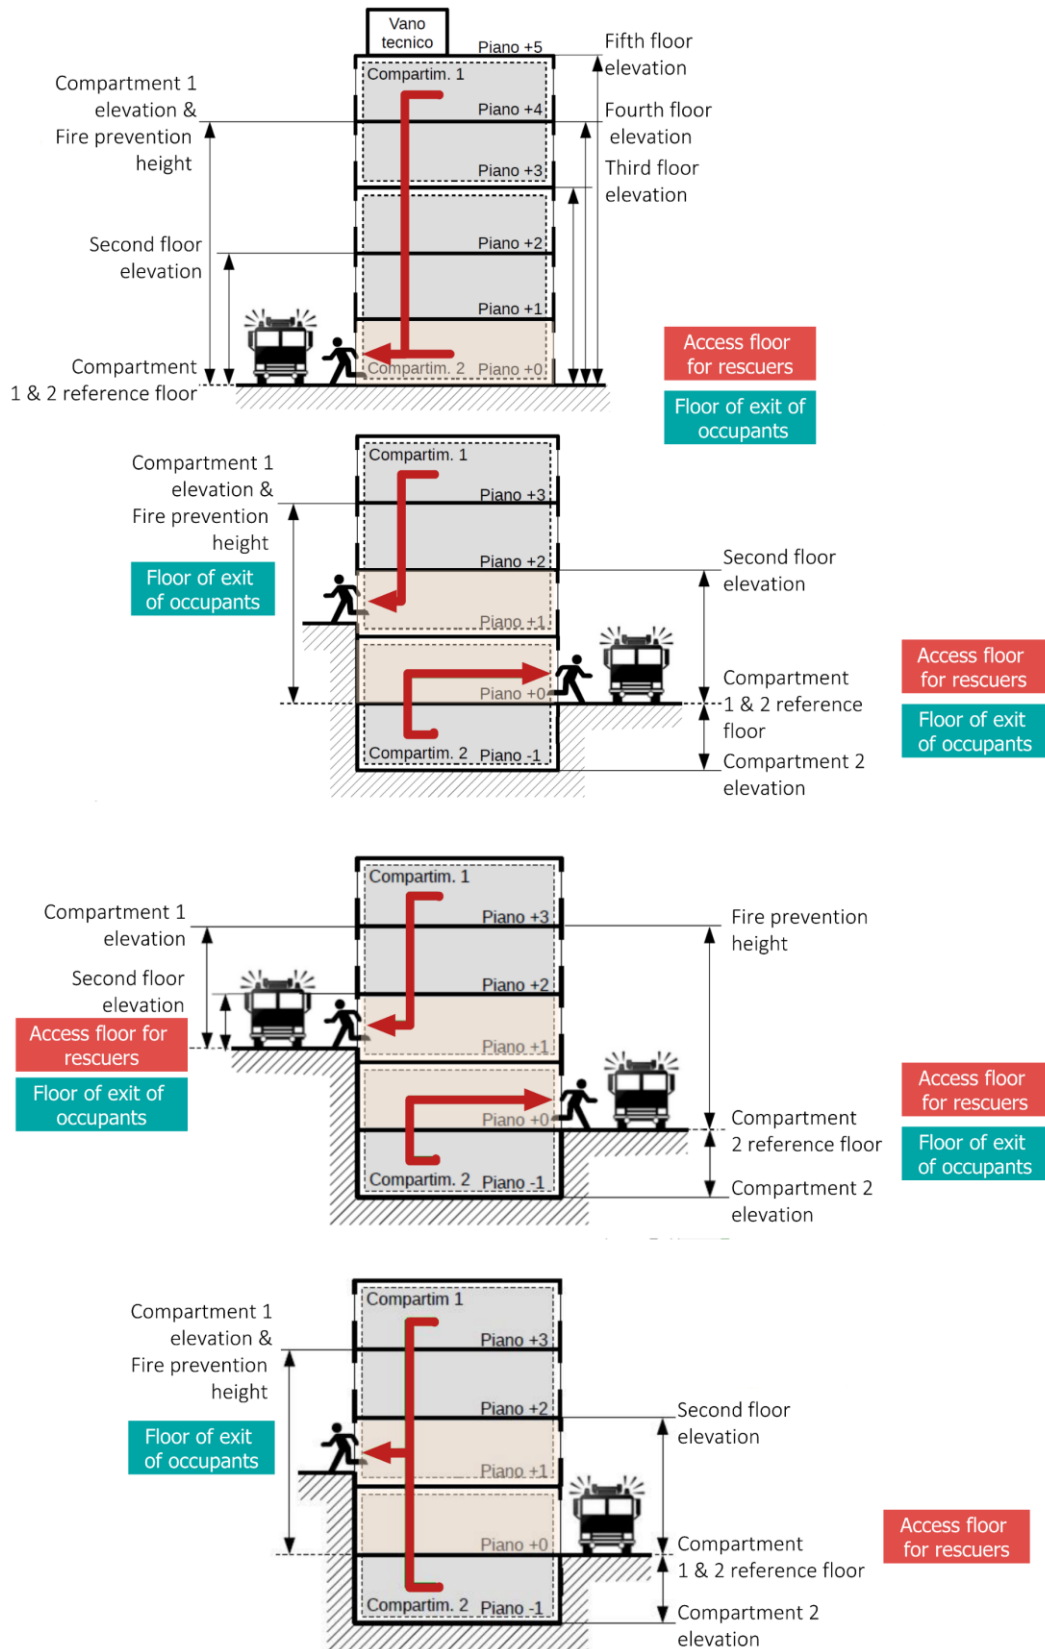 Vano
tecnico
Piano +5
Fifth floor
elevation
Compartim. 1
Compartment 1
elevation &
Fire prevention
height
Piano +4
Fourth floor
elevation
Piano +3
Third floor
elevation
Second floor
elevation
Piano +2
Piano +1
Compartment
1 & 2 reference floor
Compartim. 2
Piano +0
Access floor
for rescuers
Floor of exit of
occupants
Compartment 1
elevation &
Fire prevention
height
Floor of exit
of occupants
Compartim. 1
Piano +3
Piano +2
Piano +1
Piano +0
Compartim. 2
Piano -1
Second floor
elevation
Compartment
1 & 2 reference
floor
Compartment 2
elevation
Access floor
for rescuers
Floor of exit
of occupants
Compartment 1
elevation
Second floor
elevation
Access floor for
rescuers
Floor of exit of
occupants
Compartim. 1
Piano +3
Piano +2
Piano +1
Piano +0
Compartim. 2
Piano -1
Fire prevention
height
Compartment
2 reference floor
Compartment 2
elevation
Access floor
for rescuers
Floor of exit
of occupants
Compartment 1
elevation &
Fire prevention
height
Floor of exit
of occupants
Compartim 1
Piano +3
Piano +2
Piano +1
Piano +0
Compartim. 2
Piano -1
Second floor
elevation
Compartment
1 & 2 reference floor
Compartment 2
elevation
Access floor
for rescuers